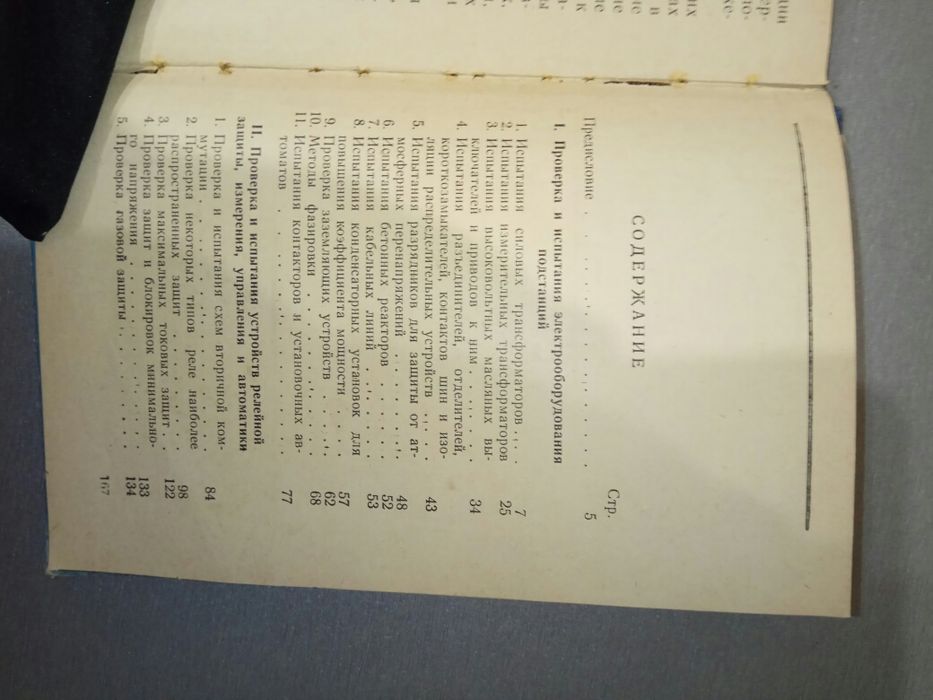 СОДЕРЖАНИЕ
Стр.
Предисловие . . . . . . . . . . . . . 5
I. Проверка и испытания электрооборудования
подстанций
1. Испытания силовых трансформаторов . . . 7
2. Испытания измерительных трансформаторов 25
3. Испытания высоковольтных масляных вы-
ключателей и приводов к ним . . . . . . 34
4. Испытания разъединителей, отделителей,
короткозамыкателей, контактов шин и изо-
ляции распределительных устройств . . . . 43
5. Испытания разрядников для защиты от ат-
мосферных перенапряжений . . . . . . . 48
6. Испытания бетонных реакторов . . . . . 52
7. Испытания кабельных линий . . . . . . 53
8. Испытания конденсаторных установок для
повышения коэффициента мощности . . . 57
9. Проверка заземляющих устройств . . . . 62
10. Методы фазировки . . . . . . . . . 68
11. Испытания контакторов и установочных ав-
томатов . . . . . . . . . . . . 77
II. Проверка и испытания устройств релейной
защиты, измерения, управления и автоматики
1. Проверка и испытания схем вторичной ком-
мутации . . . . . . . . . . . . 84
2. Проверка некоторых типов реле наиболее
распространенных защит . . . . . . . 98
3. Проверка максимальных токовых защит . . 122
4. Проверка защит и блокировок минимально-
го напряжения . . . . . . . . . . 133
5. Проверка газовой защиты . . . . . . . 134
167